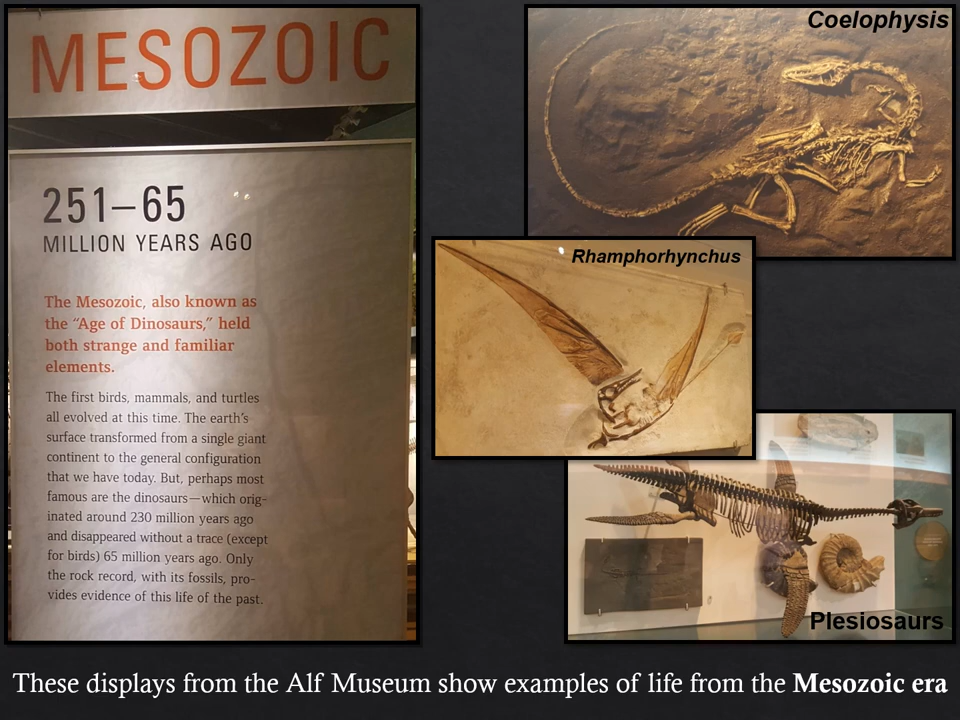 MESOZOIC
251–65
MILLION YEARS AGO
The Mesozoic, also known as
the “Age of Dinosaurs,” held
both strange and familiar
elements.
The first birds, mammals, and turtles
all evolved at this time. The earth’s
surface transformed from a single giant
continent to the general configuration
that we have today. But, perhaps most
famous are the dinosaurs—which orig-
inated around 230 million years ago
and disappeared without a trace (except
for birds) 65 million years ago. Only
the rock record, with its fossils, pro-
vides evidence of this life of the past.
Coelophysis
Rhamphorhynchus
Plesiosaurs
These displays from the Alf Museum show examples of life from the Mesozoic era